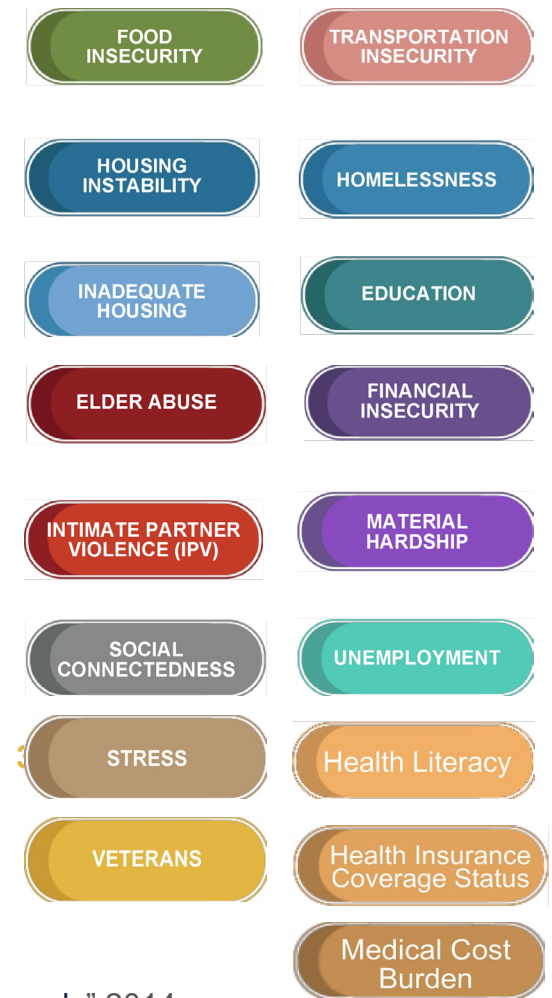 FOOD
INSECURITY
TRANSPORTATION
INSECURITY
HOUSING
INSTABILITY
HOMELESSNESS
INADEQUATE
HOUSING
EDUCATION
ELDER ABUSE
FINANCIAL
INSECURITY
INTIMATE PARTNER
VIOLENCE (IPV)
MATERIAL
HARDSHIP
SOCIAL
CONNECTEDNESS
UNEMPLOYMENT
STRESS
Health Literacy
VETERANS
Health Insurance
Coverage Status
Medical Cost
Burden